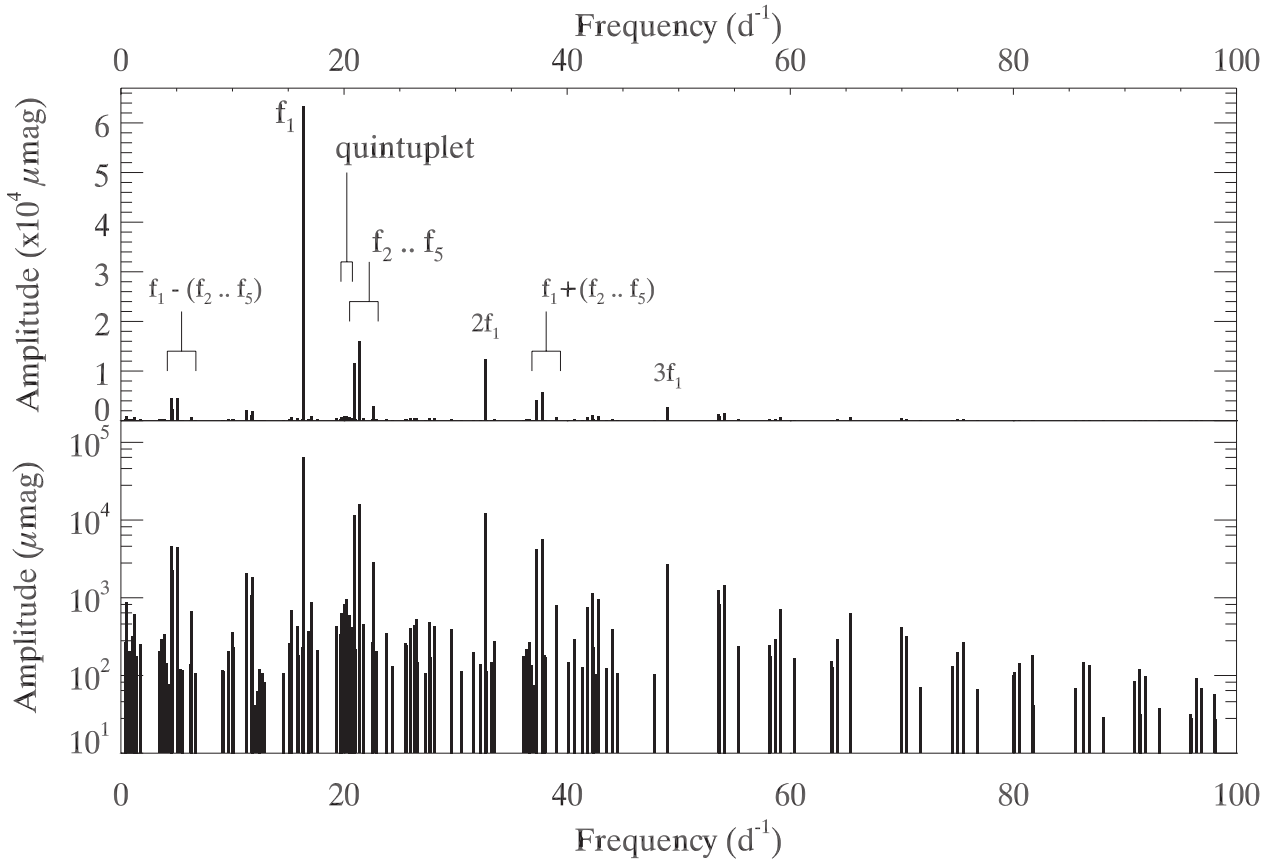 Frequency (d⁻¹)
0 20 40 60 80 100
Amplitude (x10⁴ μmag)
6
5
4
3
2
1
0
f₁
quintuplet
f₂ .. f₅
f₁ - (f₂ .. f₅)
f₁+(f₂ .. f₅)
2f₁
3f₁
Amplitude (μmag)
10⁵
10⁴
10³
10²
10¹
0 20 40 60 80 100
Frequency (d⁻¹)